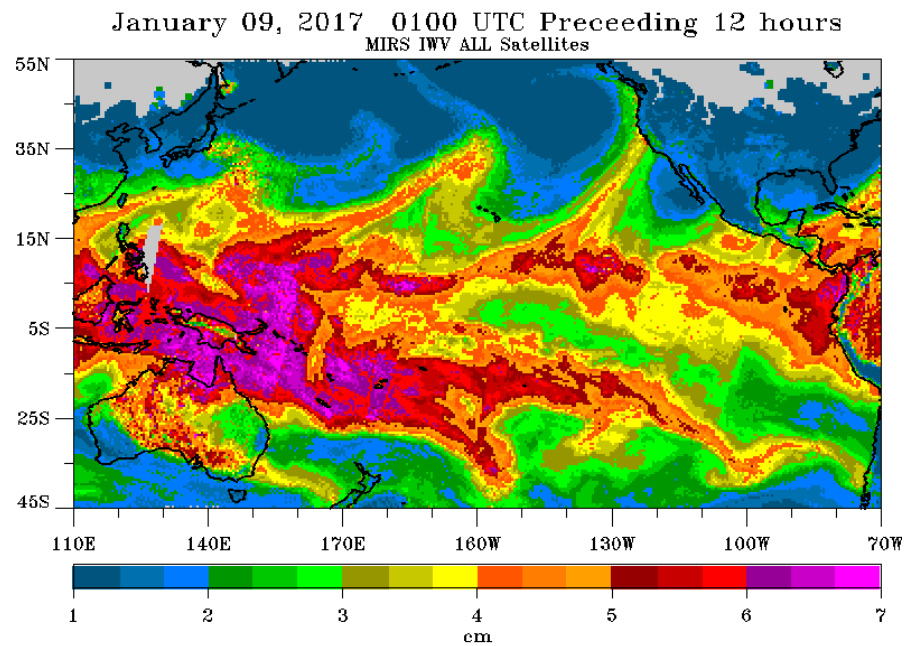 January 09, 2017 0100 UTC Preceeding 12 hours
MIRS IWV ALL Satellites
55N
35N
15N
5S
25S
45S
110E 140E 170E 160W 130W 100W 70W
1 2 3 4 5 6 7
cm